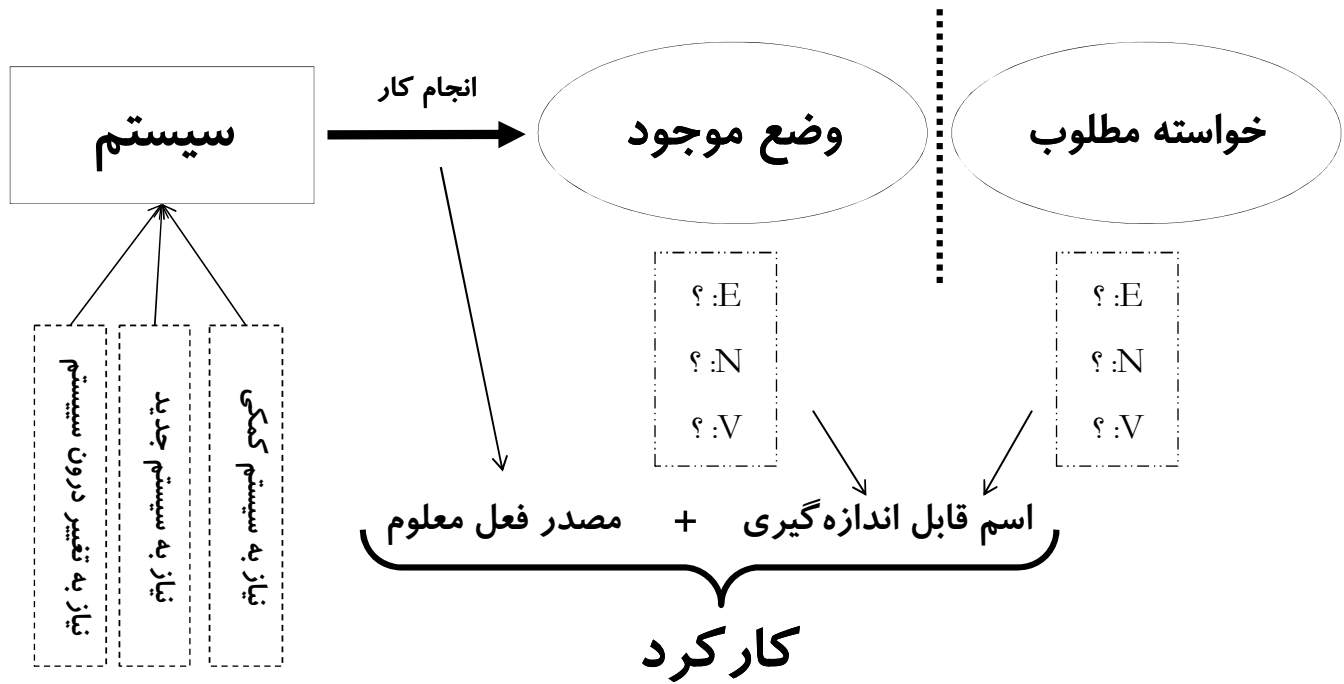 خواسته مطلوب
وضع موجود
انجام کار
سیستم
E: ؟
N: ؟
V: ؟
E: ؟
N: ؟
V: ؟
نیاز به سیستم کمکی
نیاز به سیستم جدید
نیاز به تغییر درون سیستم
اسم قابل اندازه‌گیری + مصدر فعل معلوم
کارکرد